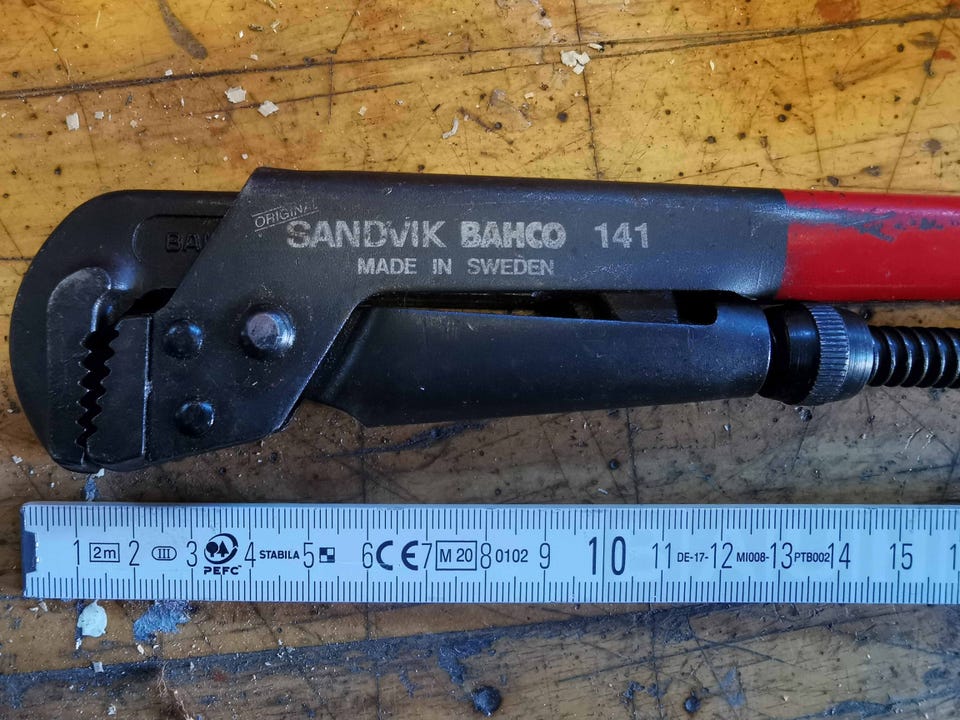 ORIGINAL
SANDVIK BAHCO 141
MADE IN SWEDEN
1 2m 2 III 3 PEFC 4 STABILA 5 6 CE 7 M 20 8 0102 9 10 11 DE-17- 12 MI008- 13 PTB002 14 15